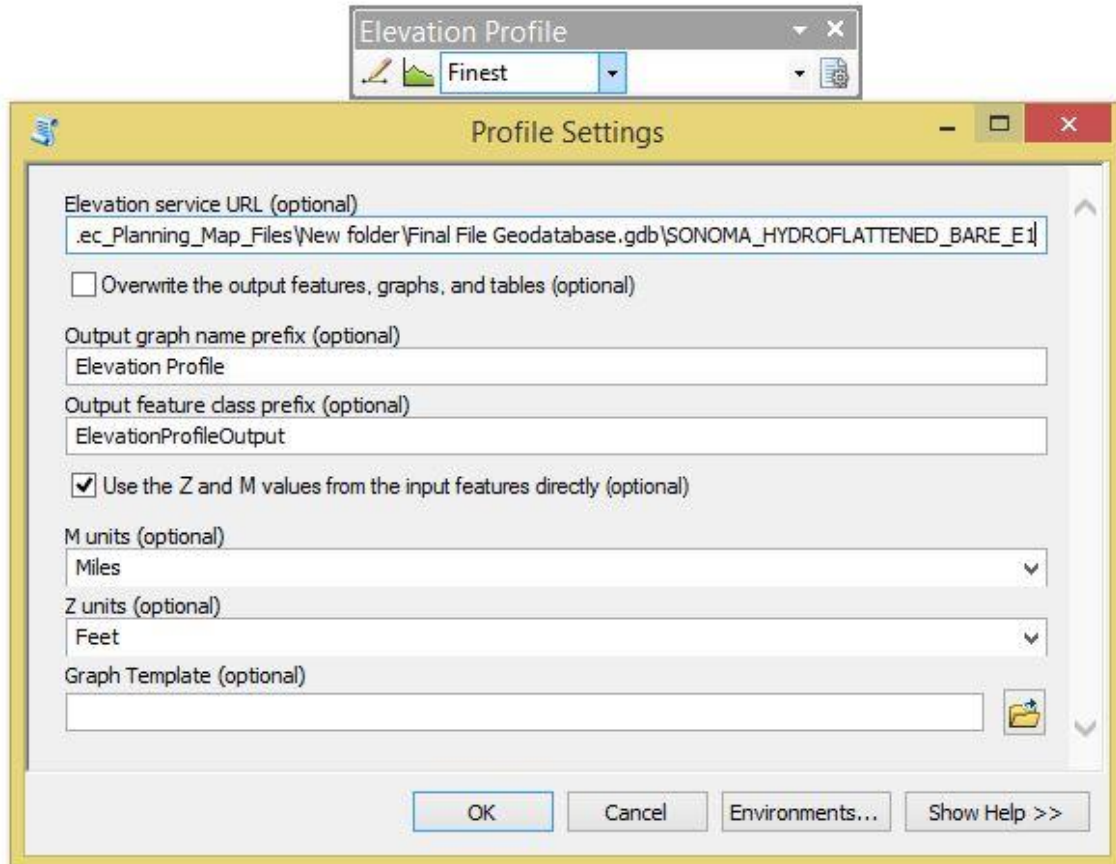 Elevation Profile
Finest
Profile Settings
Elevation service URL (optional)
.ec_Planning_Map_Files\New folder\Final File Geodatabase.gdb\SONOMA_HYDROFLATTENED_BARE_E1
Overwrite the output features, graphs, and tables (optional)
Output graph name prefix (optional)
Elevation Profile
Output feature class prefix (optional)
ElevationProfileOutput
Use the Z and M values from the input features directly (optional)
M units (optional)
Miles
Z units (optional)
Feet
Graph Template (optional)
OK Cancel Environments... Show Help >>